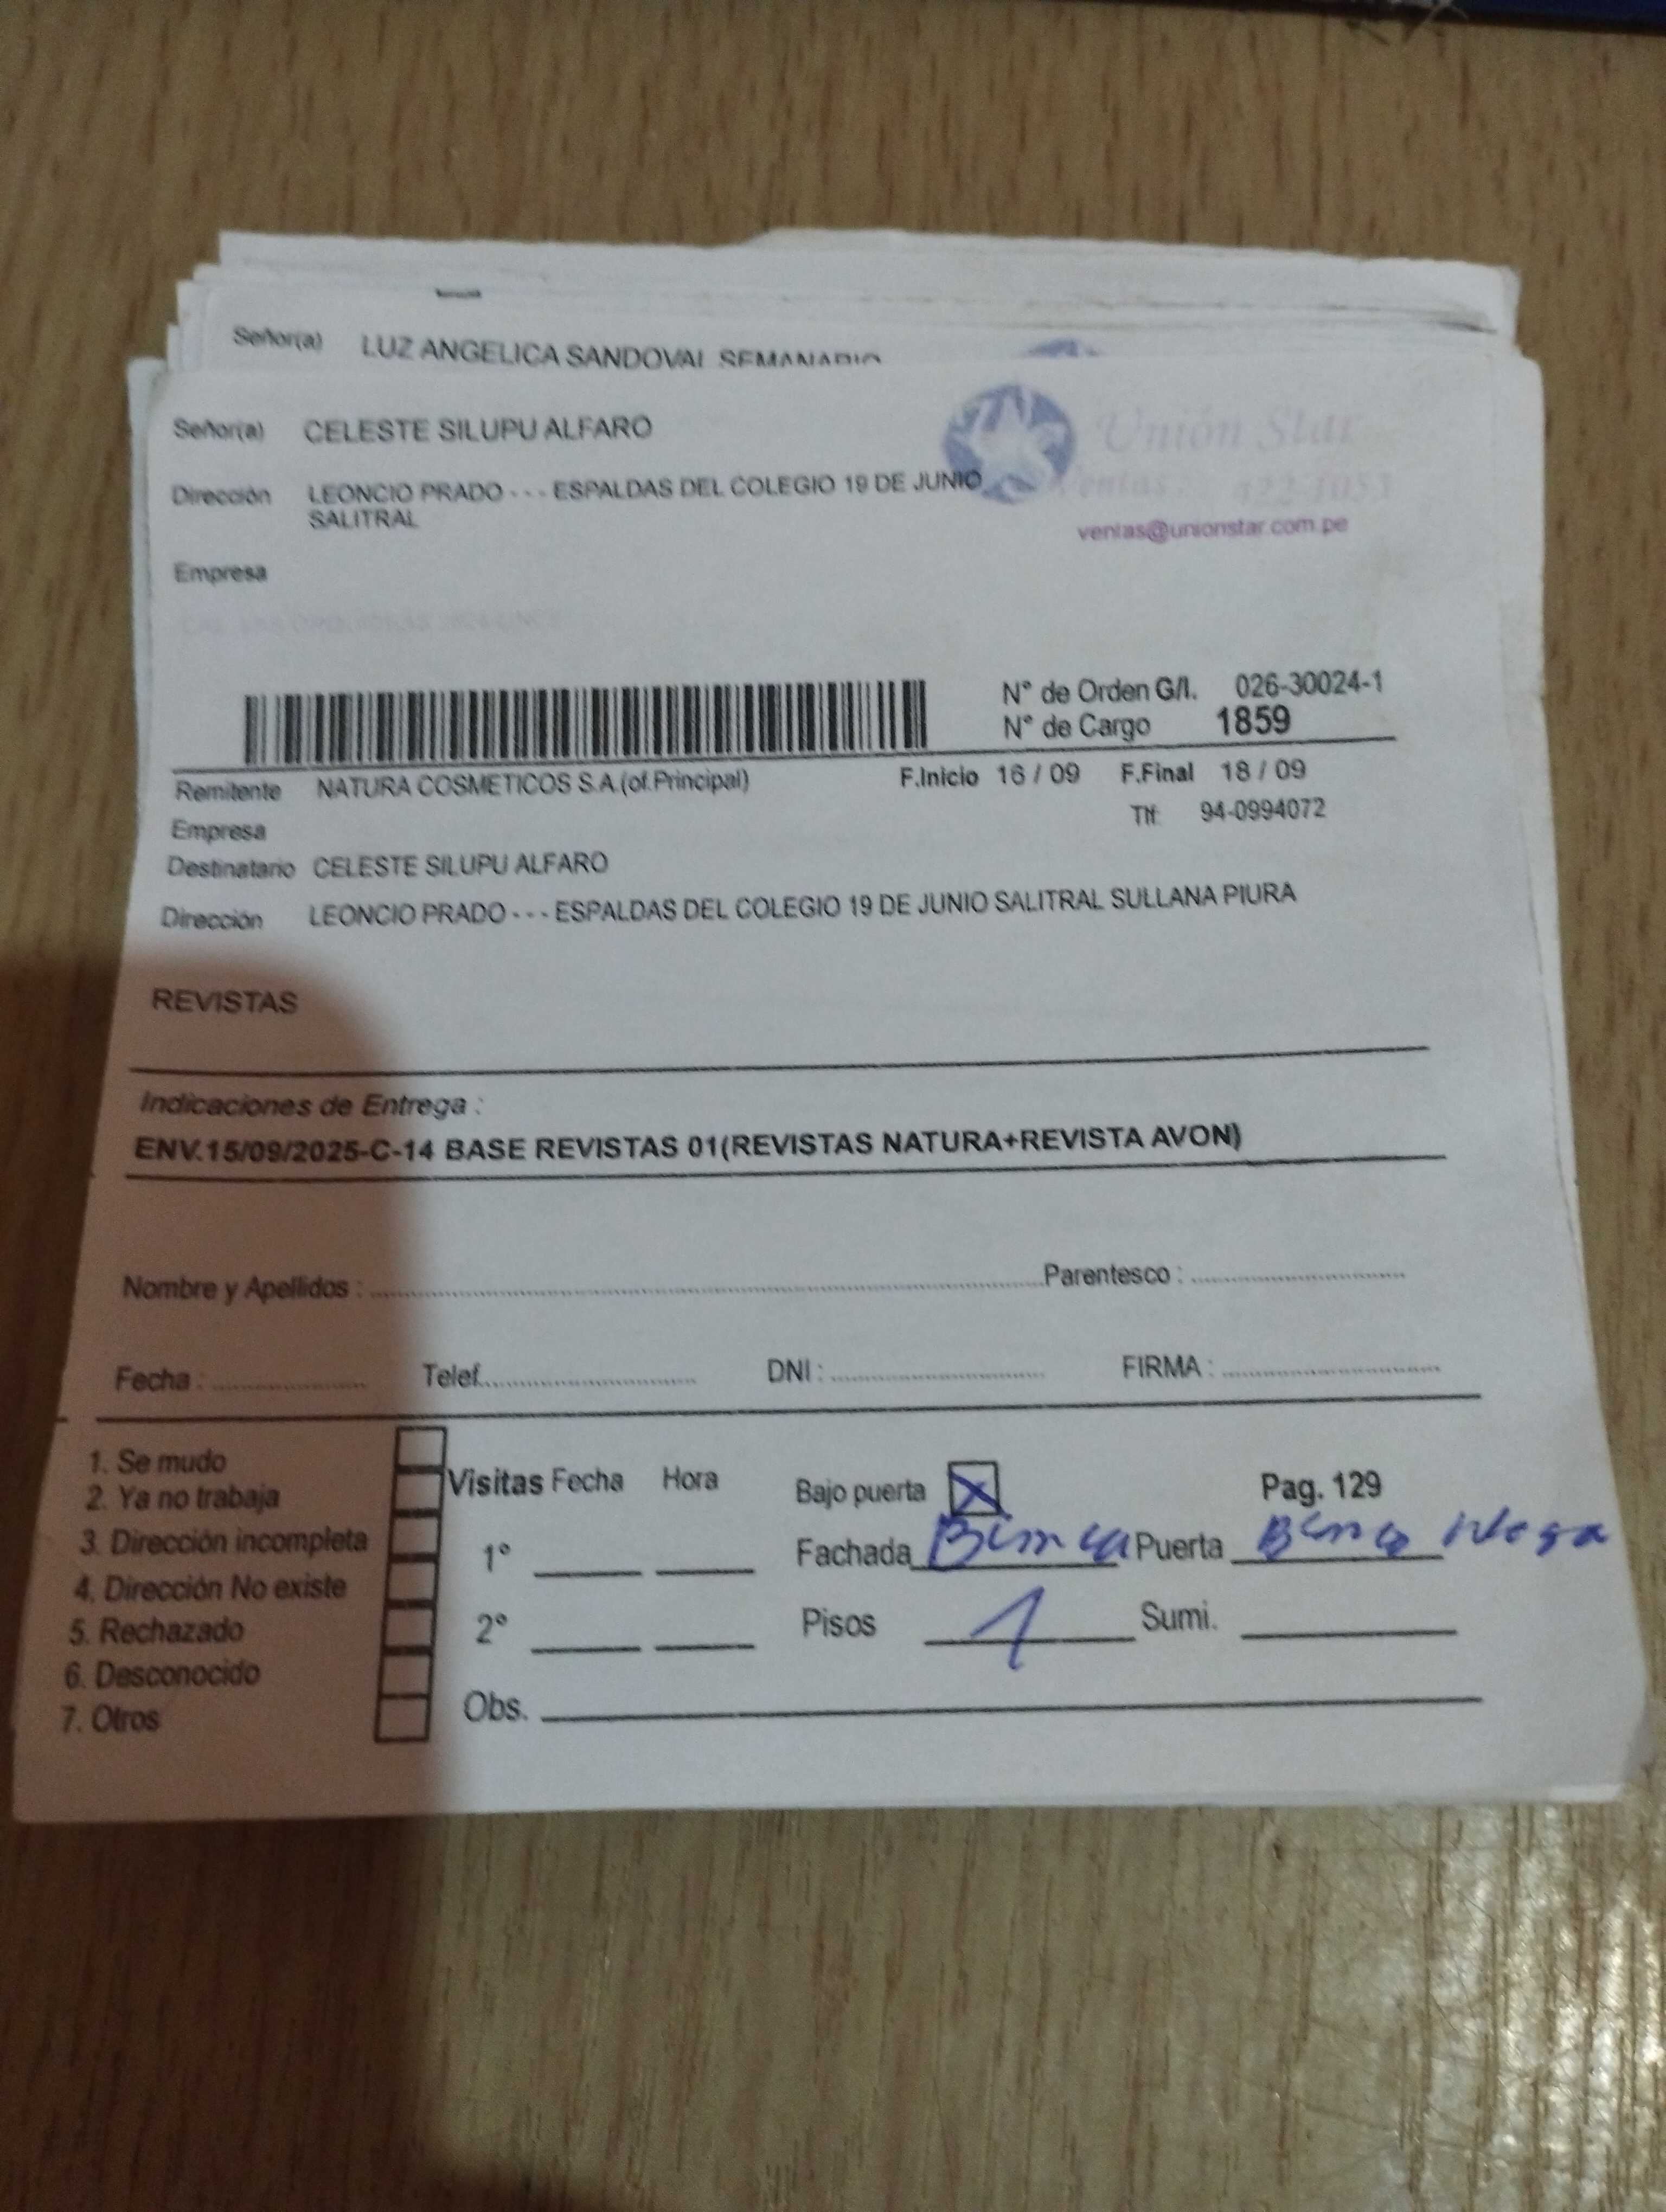 Señor(a) LUZ ANGELICA SANDOVAL SEMANARIO
Señor(a) CELESTE SILUPU ALFARO
Unión Star
Dirección LEONCIO PRADO - - - ESPALDAS DEL COLEGIO 19 DE JUNIO
SALITRAL
Ventas: 422-1053
ventas@unionstar.com.pe
Empresa
N° de Orden G/I. 026-30024-1
N° de Cargo 1859
Remitente NATURA COSMETICOS S.A.(of.Principal) F.Inicio 16 / 09 F.Final 18 / 09
Empresa Tlf: 94-0994072
Destinatario CELESTE SILUPU ALFARO
Dirección LEONCIO PRADO - - - ESPALDAS DEL COLEGIO 19 DE JUNIO SALITRAL SULLANA PIURA
REVISTAS
Indicaciones de Entrega :
ENV.15/09/2025-C-14 BASE REVISTAS 01(REVISTAS NATURA+REVISTA AVON)
Nombre y Apellidos : Parentesco :
Fecha : Telef. DNI : FIRMA :
1. Se mudo
2. Ya no trabaja
3. Dirección incompleta
4. Dirección No existe
5. Rechazado
6. Desconocido
7. Otros
Visitas Fecha Hora
1°
2°
Bajo puerta X Pag. 129
Fachada Puerta
Pisos 1 Sumi.
Obs.